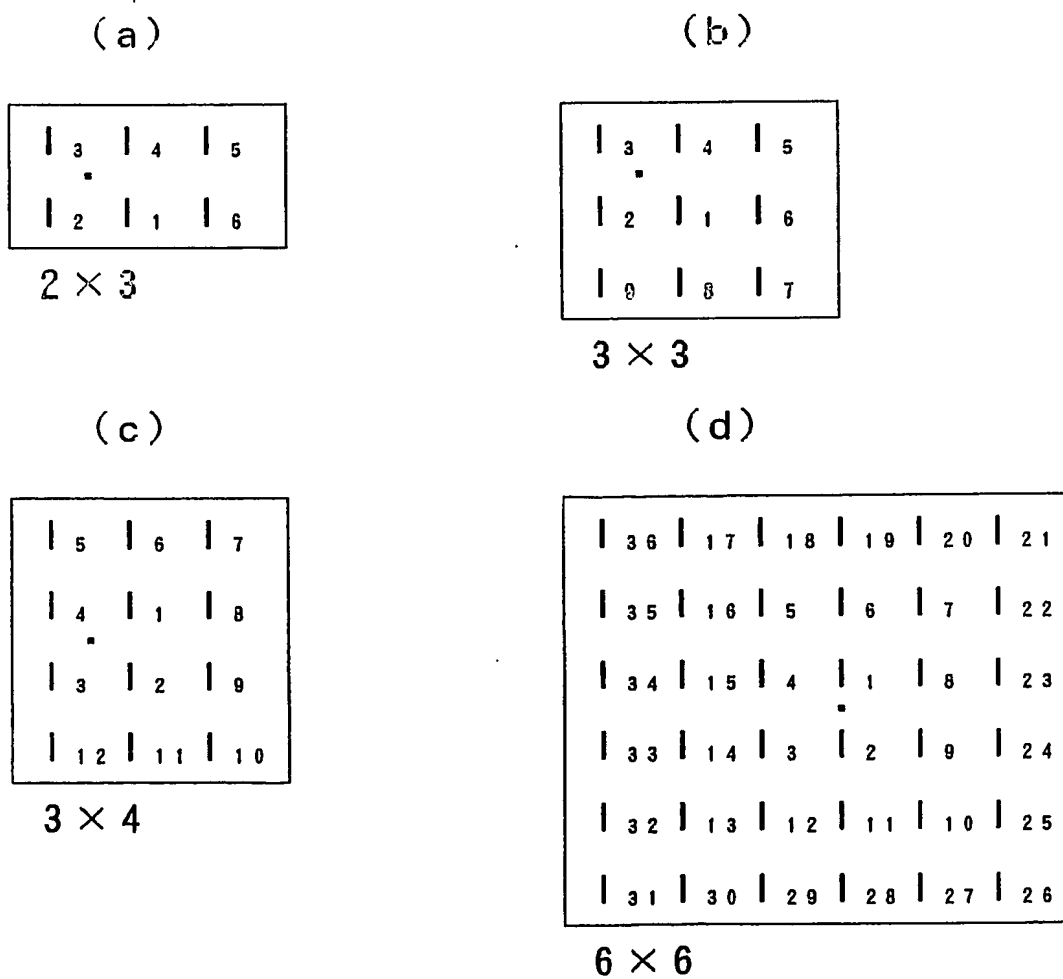 (a)
3 4 5
2 1 6
2 × 3
(b)
3 4 5
2 1 6
9 8 7
3 × 3
(c)
5 6 7
4 1 8
3 2 9
12 11 10
3 × 4
(d)
36 17 18 19 20 21
35 16 5 6 7 22
34 15 4 1 8 23
33 14 3 2 9 24
32 13 12 11 10 25
31 30 29 28 27 26
6 × 6